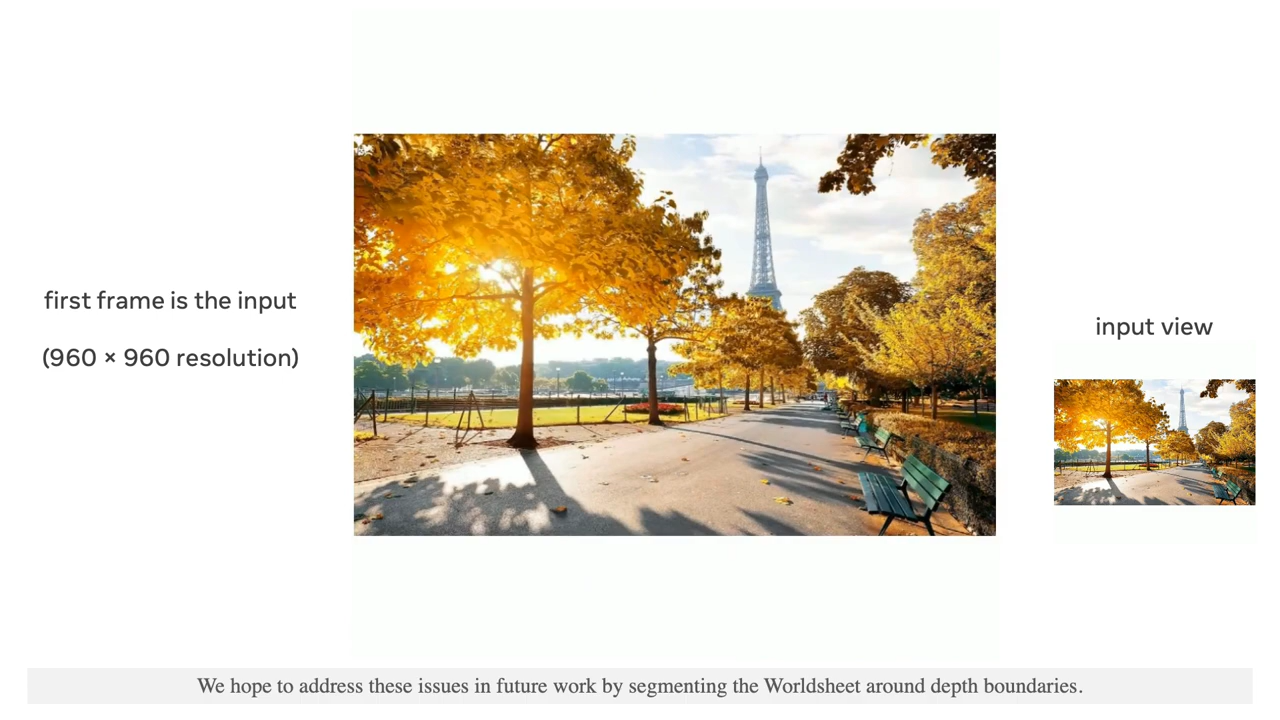 first frame is the input
(960 × 960 resolution)
input view
We hope to address these issues in future work by segmenting the Worldsheet around depth boundaries.